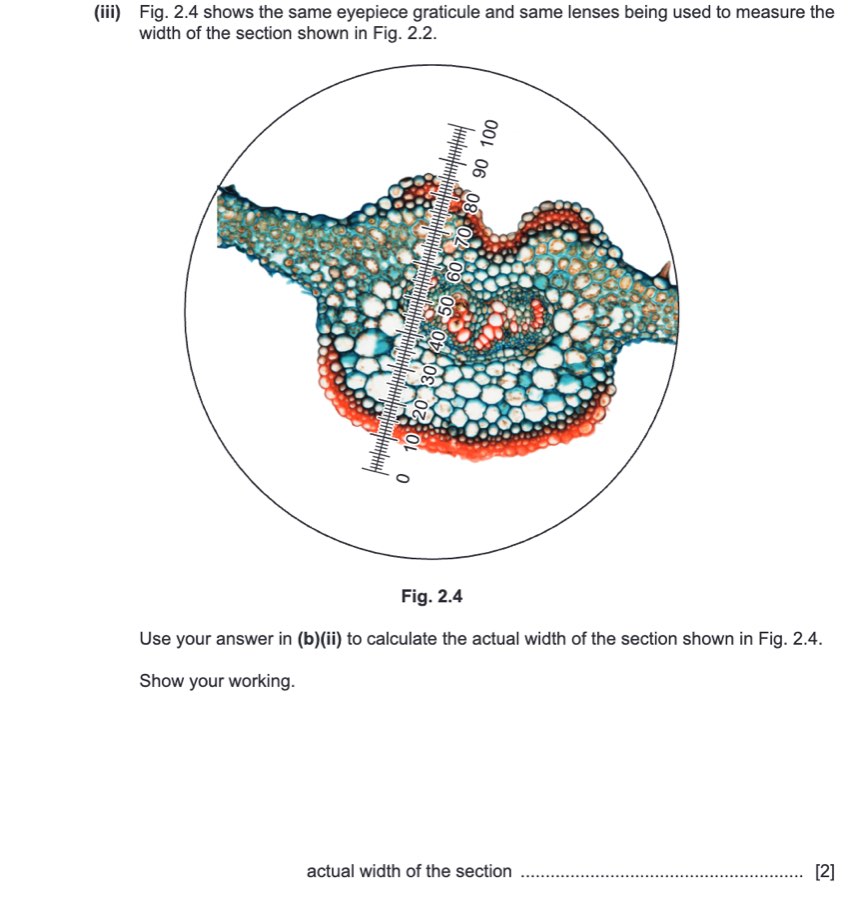 (iii) Fig. 2.4 shows the same eyepiece graticule and same lenses being used to measure the
width of the section shown in Fig. 2.2.
100
90
80
70
60
50
40
30
20
10
0
Fig. 2.4
Use your answer in (b)(ii) to calculate the actual width of the section shown in Fig. 2.4.
Show your working.
actual width of the section ........................................................ [2]